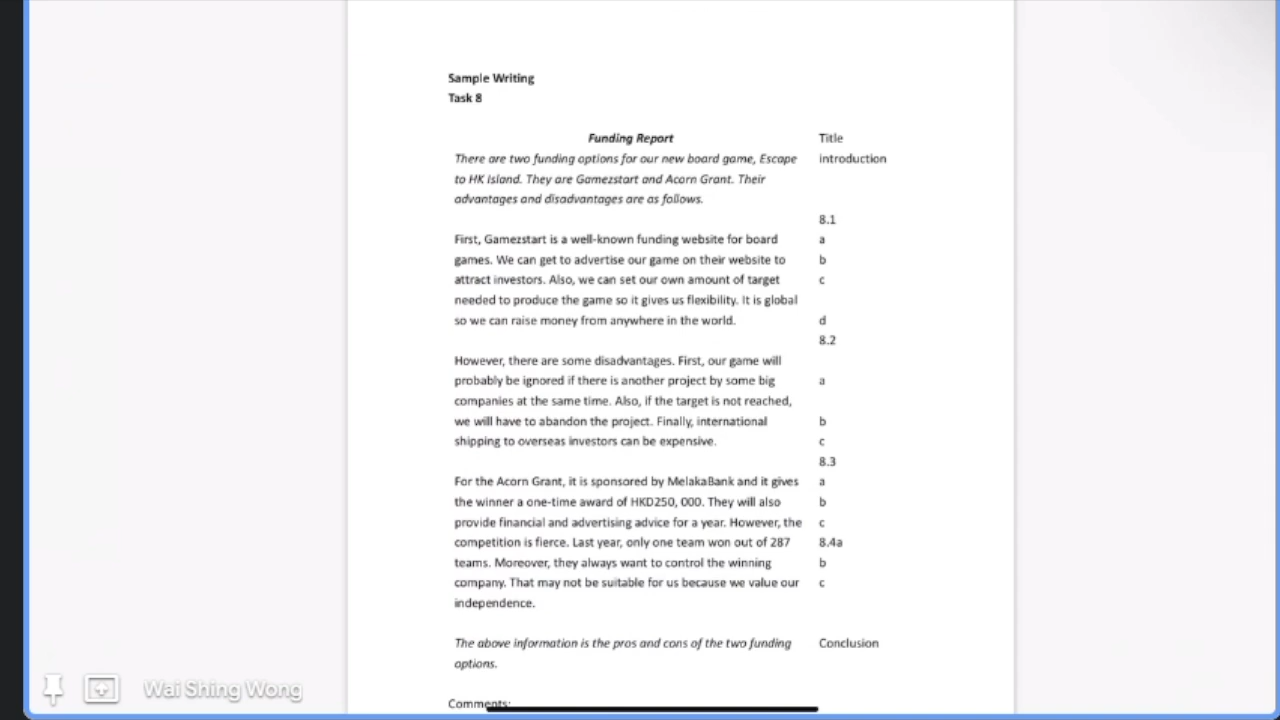 Sample Writing
Task 8
Funding Report Title
There are two funding options for our new board game, Escape introduction
to HK Island. They are Gamezstart and Acorn Grant. Their
advantages and disadvantages are as follows.
8.1
First, Gamezstart is a well-known funding website for board a
games. We can get to advertise our game on their website to b
attract investors. Also, we can set our own amount of target c
needed to produce the game so it gives us flexibility. It is global
so we can raise money from anywhere in the world. d
8.2
However, there are some disadvantages. First, our game will
probably be ignored if there is another project by some big a
companies at the same time. Also, if the target is not reached,
we will have to abandon the project. Finally, international b
shipping to overseas investors can be expensive. c
8.3
For the Acorn Grant, it is sponsored by MelakaBank and it gives a
the winner a one-time award of HKD250, 000. They will also b
provide financial and advertising advice for a year. However, the c
competition is fierce. Last year, only one team won out of 287 8.4a
teams. Moreover, they always want to control the winning b
company. That may not be suitable for us because we value our c
independence.
The above information is the pros and cons of the two funding Conclusion
options.
Comments:
Wai Shing Wong